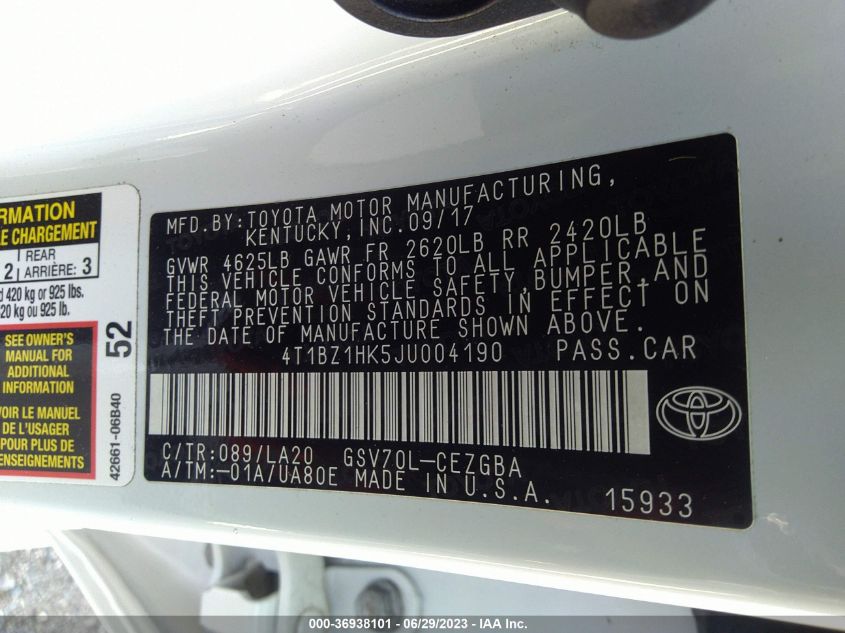 RMATION
E CHARGEMENT
2 | 1 REAR ARRIÈRE: 3
d 420 kg or 925 lbs.
20 kg ou 925 lb.
SEE OWNER'S
MANUAL FOR
ADDITIONAL
INFORMATION
VOIR LE MANUEL
DE L'USAGER
POUR PLUS DE
RENSEIGNEMENTS
52
42661-06B40
MFD.BY:TOYOTA MOTOR MANUFACTURING,
KENTUCKY, INC.09/17
GVWR 4625LB GAWR FR 2620LB RR 2420LB
THIS VEHICLE CONFORMS TO ALL APPLICABLE
FEDERAL MOTOR VEHICLE SAFETY,BUMPER,AND
THEFT PREVENTION STANDARDS IN EFFECT ON
THE DATE OF MANUFACTURE SHOWN ABOVE.
4T1BZ1HK5JU004190 PASS.CAR
C/TR:089/LA20 GSV70L-CEZGBA
A/TM:-01A/UA80E MADE IN U.S.A.
15933
000-36938101 - 06/29/2023 - IAA Inc.